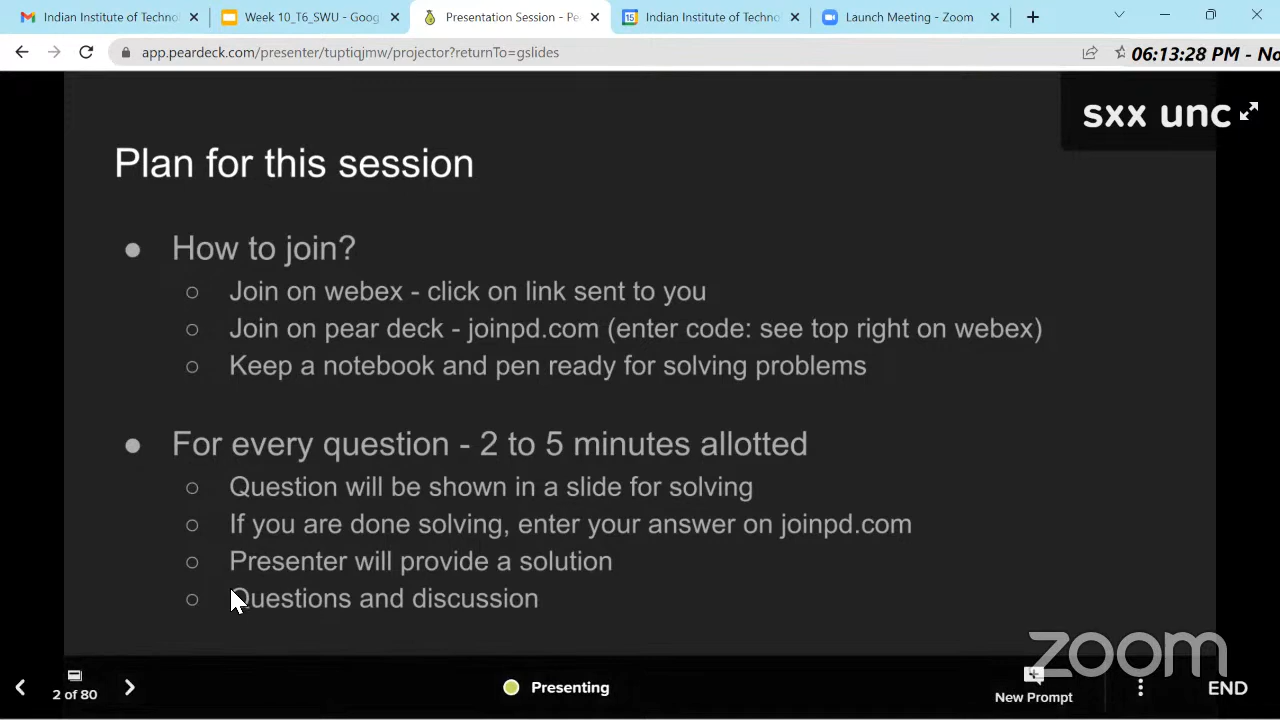 Indian Institute of Technol
Week 10_T6_SWU - Goog
Presentation Session - Pe
Indian Institute of Techno
Launch Meeting - Zoom
app.peardeck.com/presenter/tuptiqjmw/projector?returnTo=gslides
06:13:28 PM - No
sxx unc
Plan for this session
● How to join?
○ Join on webex - click on link sent to you
○ Join on pear deck - joinpd.com (enter code: see top right on webex)
○ Keep a notebook and pen ready for solving problems
● For every question - 2 to 5 minutes allotted
○ Question will be shown in a slide for solving
○ If you are done solving, enter your answer on joinpd.com
○ Presenter will provide a solution
○ Questions and discussion
zoom
2 of 80
Presenting
New Prompt
END